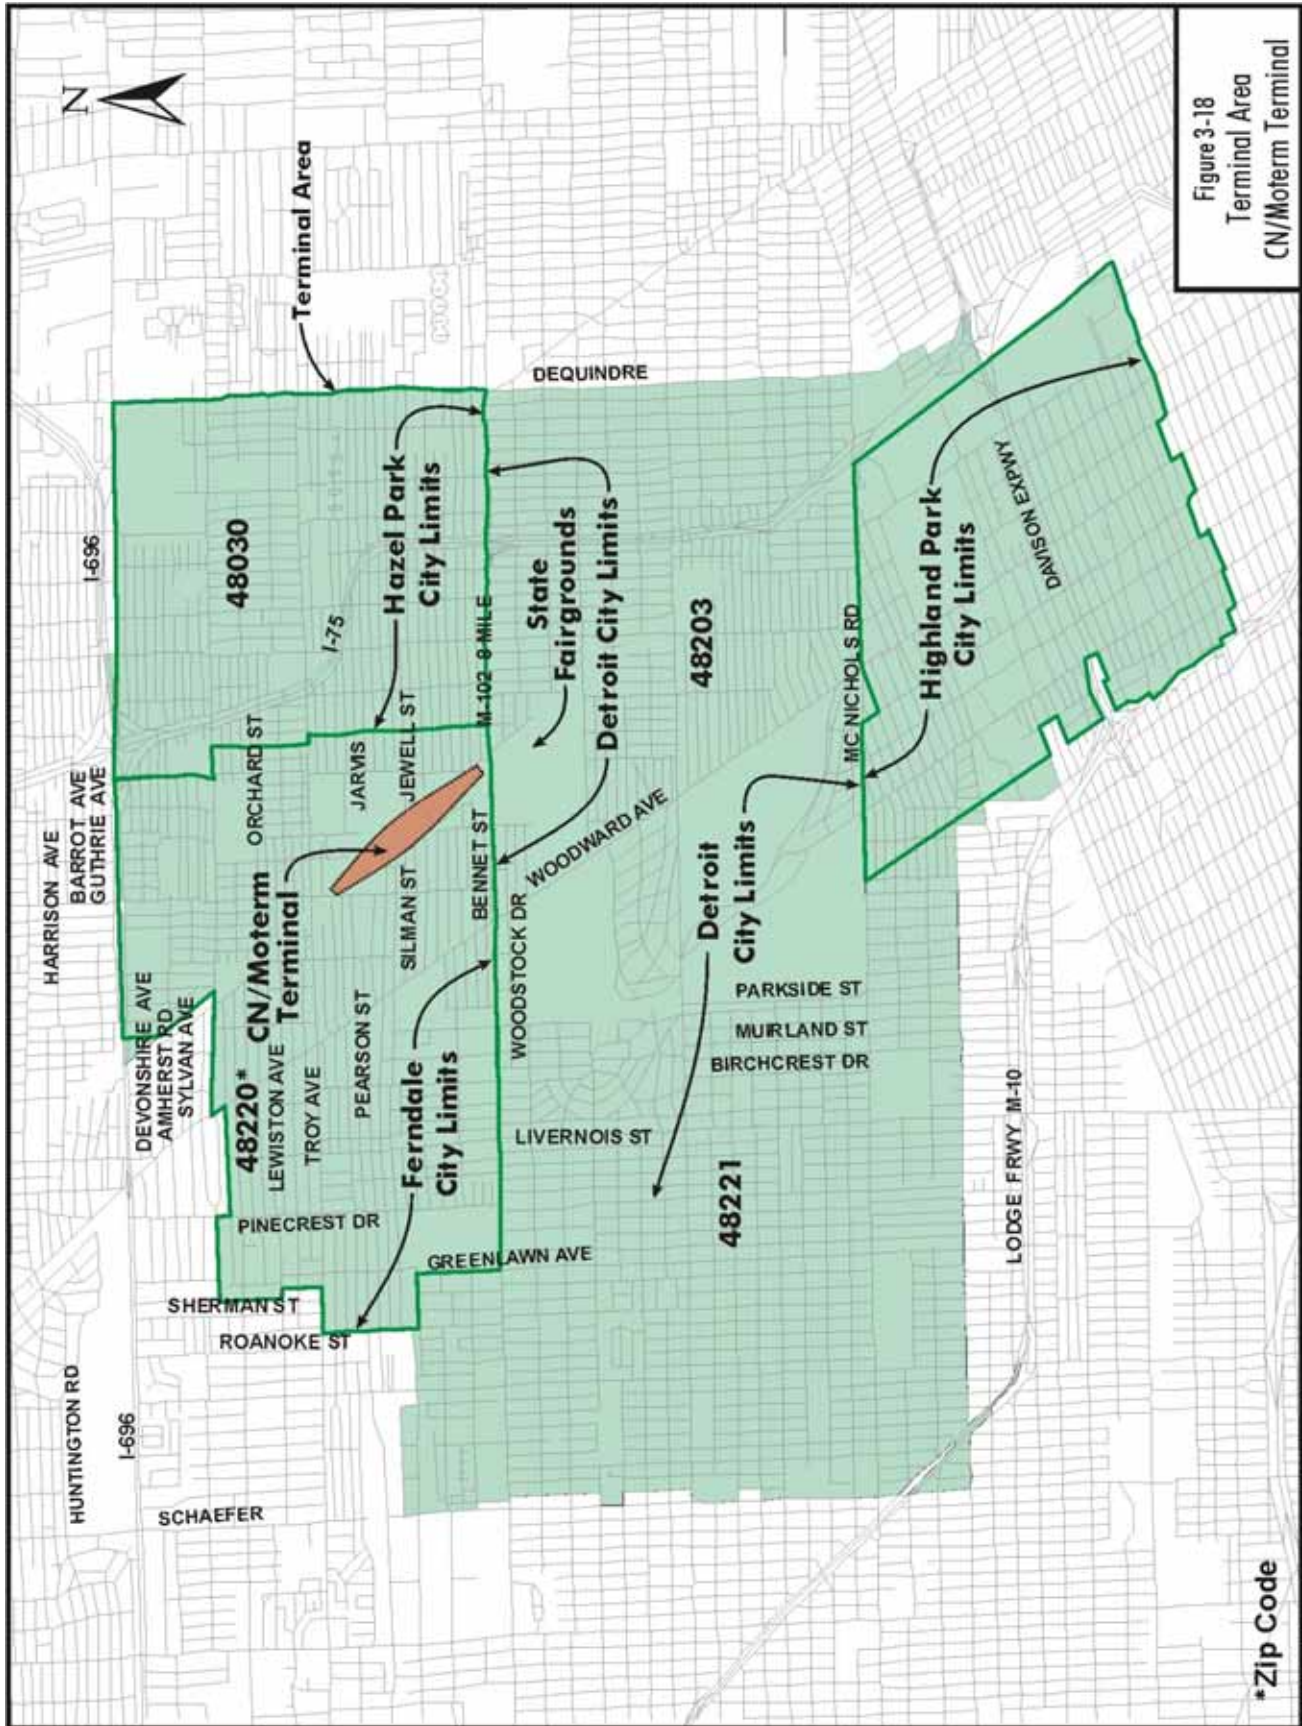 N
HARRISON AVE
BARROT AVE
GUTHRIE AVE
I-696
HUNTINGTON RD
I-696
SCHAEFER
DEVONSHIRE AVE
AMHERST RD
SYLVAN AVE
SHERMAN ST
ROANOKE ST
48220*
LEWISTON AVE
TROY AVE
PEARSON ST
PINECREST DR
GREENLAWN AVE
Ferndale
City Limits
CN/Moterm
Terminal
ORCHARD ST
JARVIS
JEWELL ST
SILMAN ST
BENNET ST
48030
I-75
Hazel Park
City Limits
Terminal Area
M-102 8 MILE
DEQUINDRE
State
Fairgrounds
Detroit City Limits
WOODSTOCK DR
WOODWARD AVE
48203
LIVERNOIS ST
Detroit
City Limits
PARKSIDE ST
MUIRLAND ST
BIRCHCREST DR
48221
MC NICHOLS RD
Highland Park
City Limits
DAVISON EXPWY
LODGE FRWY M-10
*Zip Code
Figure 3-18
Terminal Area
CN/Moterm Terminal